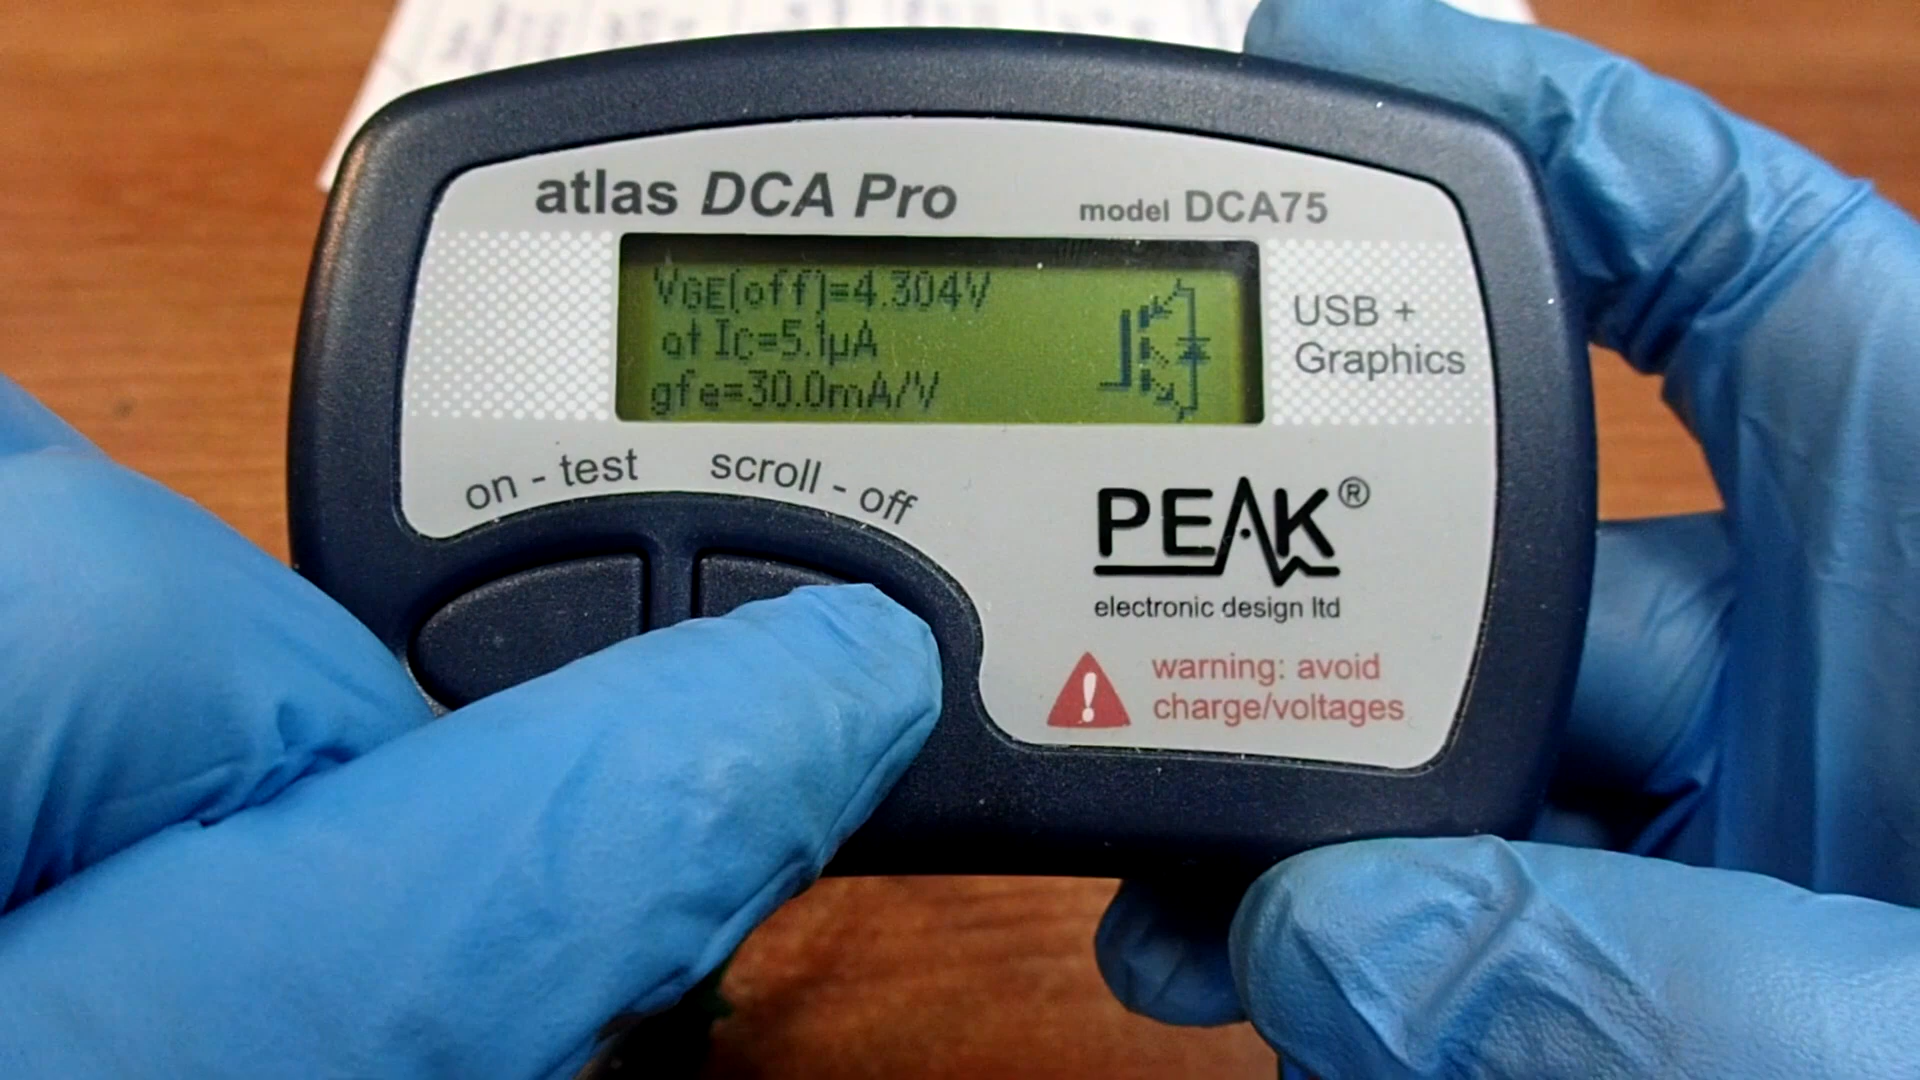 atlas DCA Pro
model DCA75
VGE(off)=4.304V
at Ic=5.1µA
gfe=30.0mA/V
USB +
Graphics
on - test
scroll - off
PEAK®
electronic design ltd
warning: avoid
charge/voltages